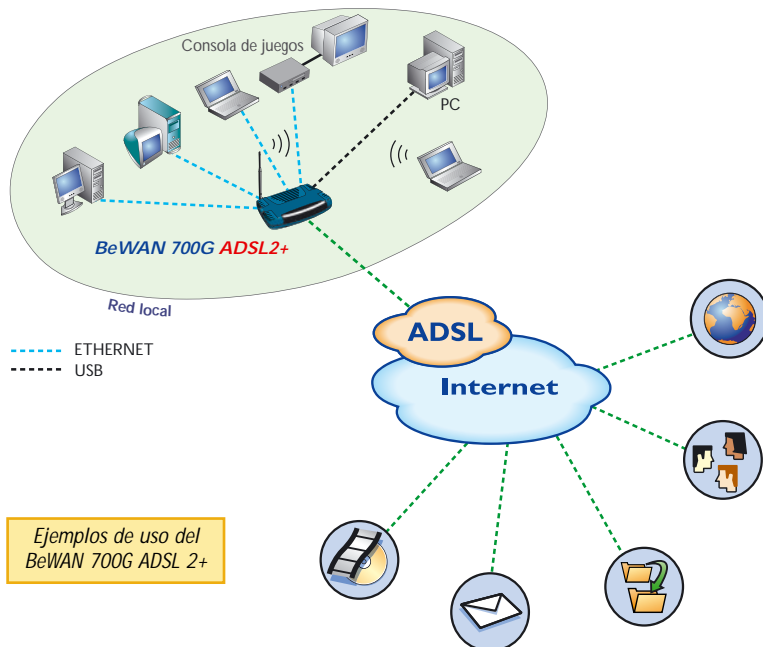 Consola de juegos
PC
BeWAN 700G ADSL2+
Red local
ETHERNET
USB
ADSL
Internet
Ejemplos de uso del
BeWAN 700G ADSL 2+